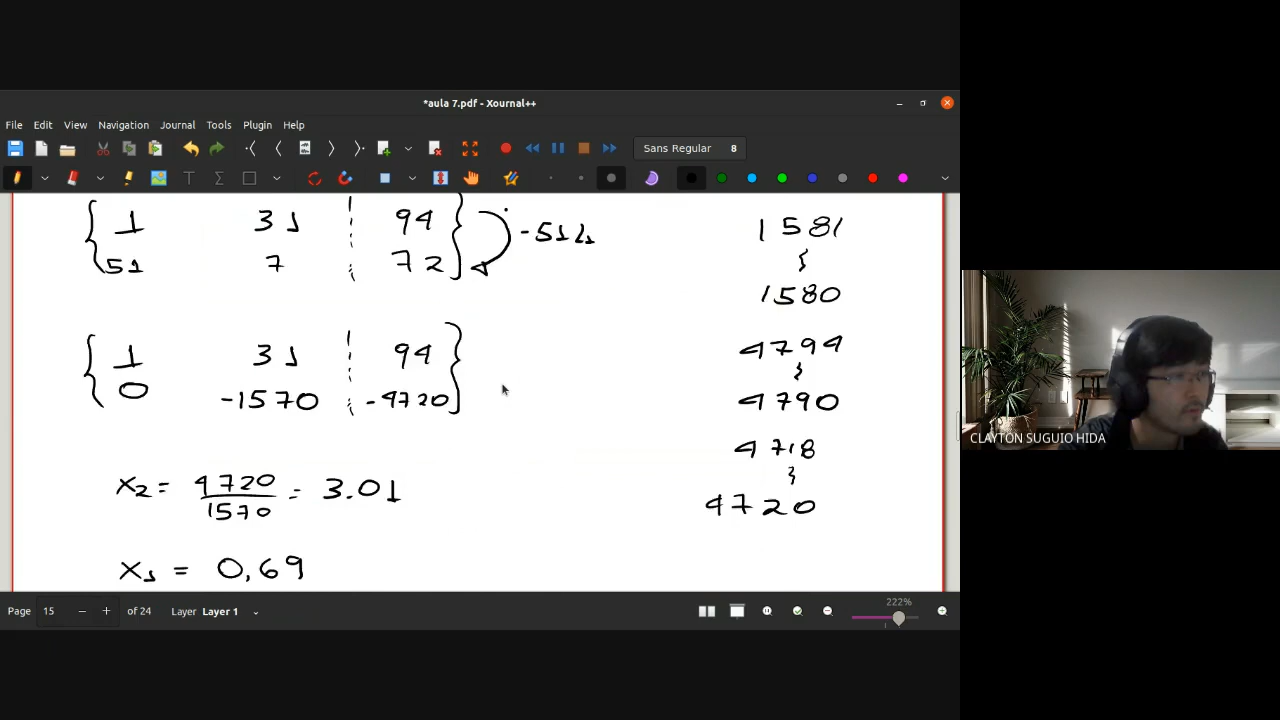 *aula 7.pdf - Xournal++
File Edit View Navigation Journal Tools Plugin Help
Sans Regular 8
1 31 94
51 7 72
-51L1
1 31 94
0 -1570 -4720
x2 = 4720/1570 = 3.01
x1 = 0,69
1581
1580
4794
4790
4718
4720
CLAYTON SUGUIO HIDA
Page 15 of 24 Layer Layer 1
222%